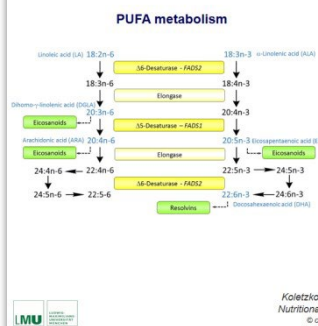 PUFA metabolism
Linoleic acid (LA) 18:2n-6 18:3n-3 α-Linolenic acid (ALA)
Δ6-Desaturase - FADS2
18:3n-6 18:4n-3
Elongase
Dihomo-γ-linolenic acid (DGLA)
20:3n-6 20:4n-3
Eicosanoids
Δ5-Desaturase – FADS1
Arachidonic acid (ARA) 20:4n-6 20:5n-3 Eicosapentaenoic acid (E
Eicosanoids Elongase Eicosanoids
24:4n-6 22:4n-6 22:5n-3 24:5n-3
Δ6-Desaturase - FADS2
24:5n-6 22:5-6 22:6n-3 24:6n-3
Resolvins Docosahexaenoic acid (DHA)
Koletzko
LMU Nutritiona